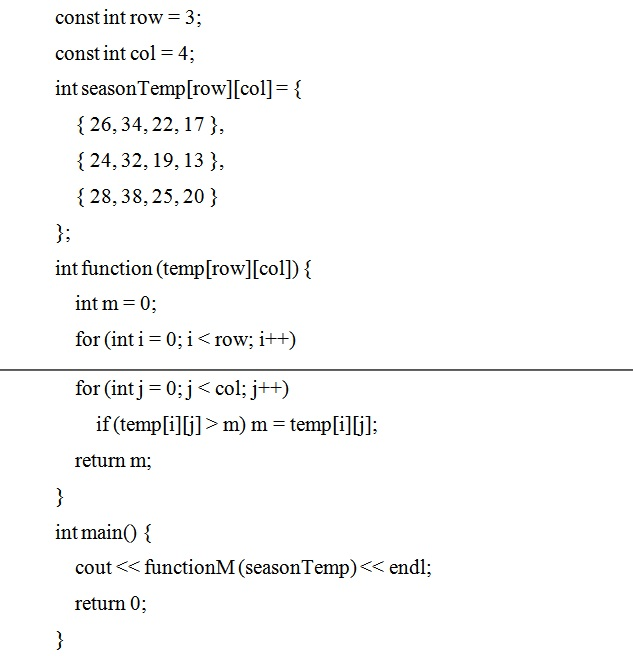 const int row = 3;
const int col = 4;
int seasonTemp[row][col] = {
{ 26, 34, 22, 17 },
{ 24, 32, 19, 13 },
{ 28, 38, 25, 20 }
};
int function (temp[row][col]) {
int m = 0;
for (int i = 0; i < row; i++)
for (int j = 0; j < col; j++)
if (temp[i][j] > m) m = temp[i][j];
return m;
}
int main() {
cout << functionM (seasonTemp) << endl;
return 0;
}